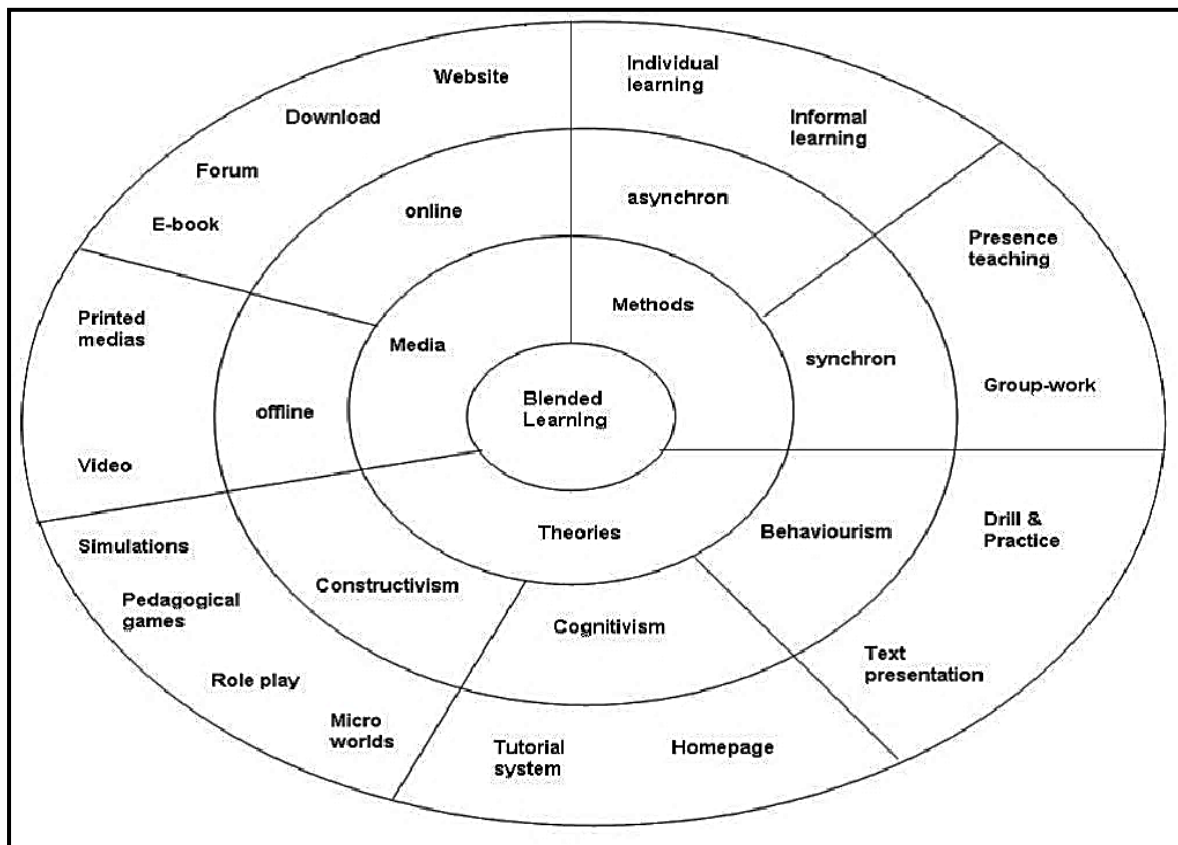 Website
Individual
learning
Download
Informal
learning
Forum
E-book
online
asynchron
Presence
teaching
Printed
medias
Media
Methods
synchron
Group-work
offline
Blended
Learning
Video
Simulations
Theories
Behaviourism
Drill &
Practice
Pedagogical
games
Constructivism
Cognitivism
Role play
Text
presentation
Micro
worlds
Tutorial
system
Homepage